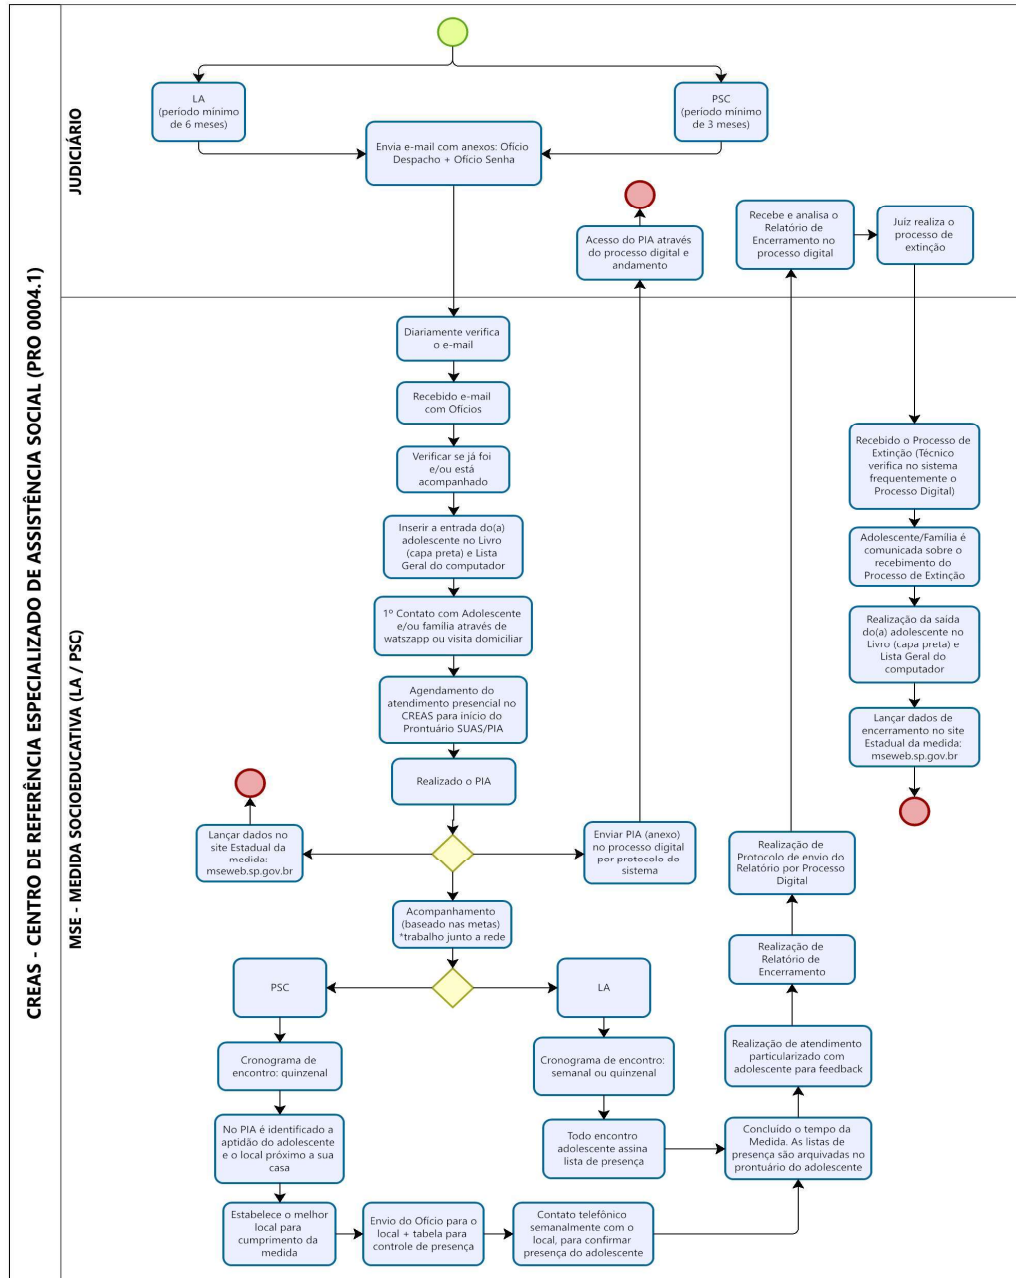 CREAS - CENTRO DE REFERÊNCIA ESPECIALIZADO DE ASSISTÊNCIA SOCIAL (PRO 0004.1)
JUDICIÁRIO
LA
(período mínimo
de 6 meses)
PSC
(período mínimo
de 3 meses)
Envia e-mail com anexos: Ofício
Despacho + Ofício Senha
Acesso do PIA através
do processo digital e
andamento
Recebe e analisa o
Relatório de
Encerramento no
processo digital
Juiz realiza o
processo de
extinção
MSE - MEDIDA SOCIOEDUCATIVA (LA / PSC)
Diariamente verifica
o e-mail
Recebido e-mail
com Ofícios
Verificar se já foi
e/ou está
acompanhado
Inserir a entrada do(a)
adolescente no Livro
(capa preta) e Lista
Geral do computador
1º Contato com Adolescente
e/ou família através de
watszapp ou visita domiciliar
Agendamento do
atendimento presencial no
CREAS para início do
Prontuário SUAS/PIA
Realizado o PIA
Lançar dados no
site Estadual da
medida:
mseweb.sp.gov.br
Enviar PIA (anexo)
no processo digital
por protocolo do
sistema
Acompanhamento
(baseado nas metas)
*trabalho junto a rede
PSC
LA
Cronograma de
encontro: quinzenal
Cronograma de encontro:
semanal ou quinzenal
No PIA é identificado a
aptidão do adolescente
e o local próximo a sua
casa
Todo encontro
adolescente assina
lista de presença
Estabelece o melhor
local para
cumprimento da
medida
Envio do Ofício para o
local + tabela para
controle de presença
Contato telefônico
semanalmente com o
local, para confirmar
presença do adolescente
Concluído o tempo da
Medida. As listas de
presença são arquivadas no
prontuário do adolescente
Realização de atendimento
particularizado com
adolescente para feedback
Realização de
Relatório de
Encerramento
Realização de
Protocolo de envio do
Relatório por Processo
Digital
Recebido o Processo de
Extinção (Técnico
verifica no sistema
frequentemente o
Processo Digital)
Adolescente/Família é
comunicada sobre o
recebimento do
Processo de Extinção
Realização da saída
do(a) adolescente no
Livro (capa preta) e
Lista Geral do
computador
Lançar dados de
encerramento no site
Estadual da medida:
mseweb.sp.gov.br